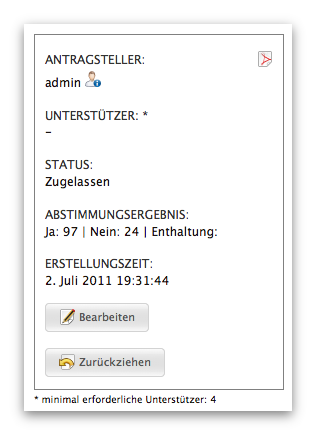 ANTRAGSTELLER:
admin
UNTERSTÜTZER: *
–
STATUS:
Zugelassen
ABSTIMMUNGSERGEBNIS:
Ja: 97 | Nein: 24 | Enthaltung:
ERSTELLUNGSZEIT:
2. Juli 2011 19:31:44
Bearbeiten
Zurückziehen
* minimal erforderliche Unterstützer: 4